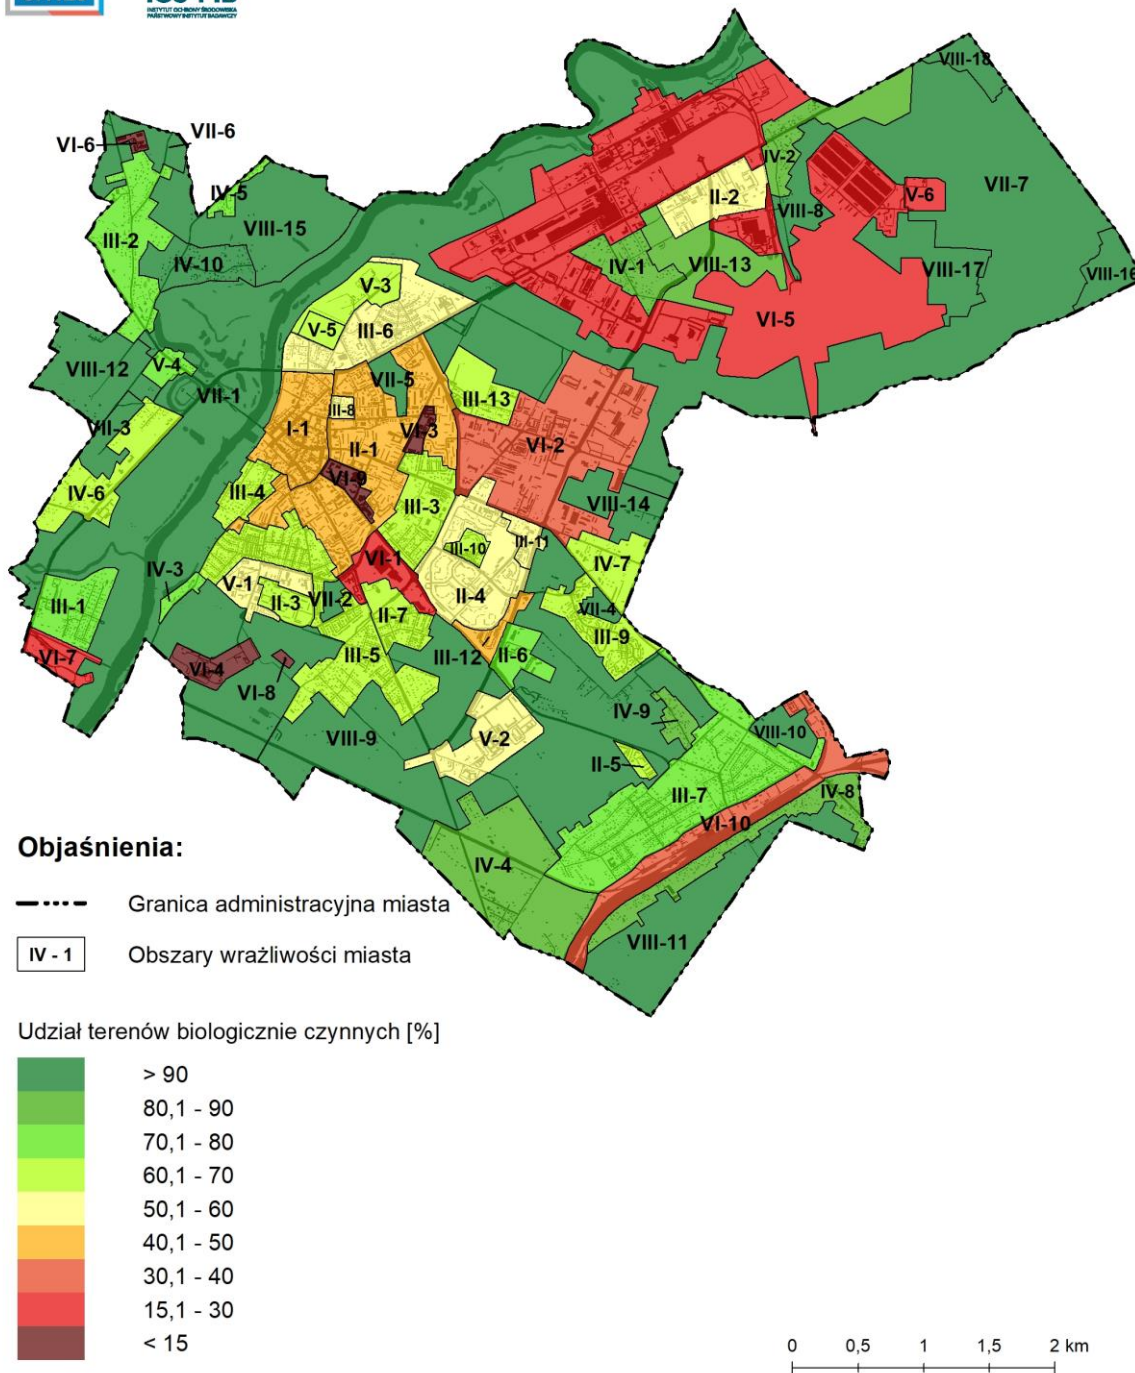 INSTYTUT OCHRONY ŚRODOWISKA
PAŃSTWOWY INSTYTUT BADAWCZY
VIII-18
VI-6
VII-6
IV-2
IV-5
II-2
V-6
VII-7
VIII-8
VIII-15
III-2
IV-10
IV-1
VIII-13
VIII-17
VIII-16
V-3
VI-5
V-5
III-6
VIII-12
V-4
VII-5
VII-1
III-13
III-8
I-1
VII-3
VI-3
II-1
VI-2
VI-9
IV-6
III-4
III-3
VIII-14
III-11
III-10
VI-1
IV-7
IV-3
V-1
II-4
II-3
VII-2
III-1
II-7
VII-4
III-9
VI-7
III-5
III-12
II-6
VI-4
VI-8
IV-9
VIII-9
V-2
VIII-10
II-5
III-7
IV-8
VI-10
IV-4
VIII-11
Objaśnienia:
Granica administracyjna miasta
IV - 1 Obszary wrażliwości miasta
Udział terenów biologicznie czynnych [%]
> 90
80,1 - 90
70,1 - 80
60,1 - 70
50,1 - 60
40,1 - 50
30,1 - 40
15,1 - 30
< 15
0 0,5 1 1,5 2 km